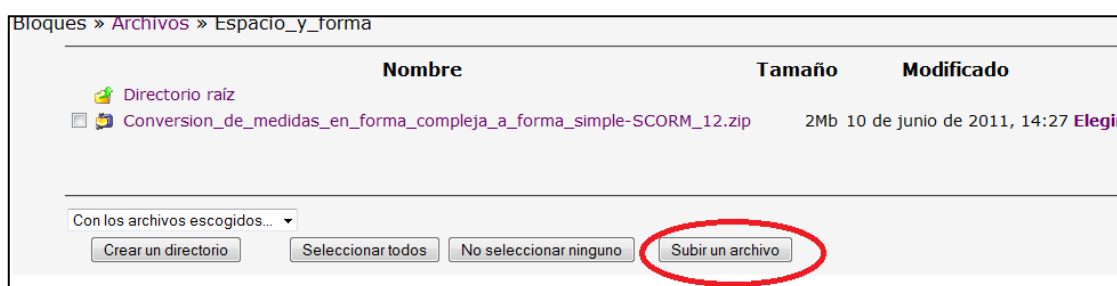 Bloques » Archivos » Espacio_y_forma
Nombre Tamaño Modificado
Directorio raíz
Conversion_de_medidas_en_forma_compleja_a_forma_simple-SCORM_12.zip 2Mb 10 de junio de 2011, 14:27 Elegi
Con los archivos escogidos...
Crear un directorio Seleccionar todos No seleccionar ninguno Subir un archivo